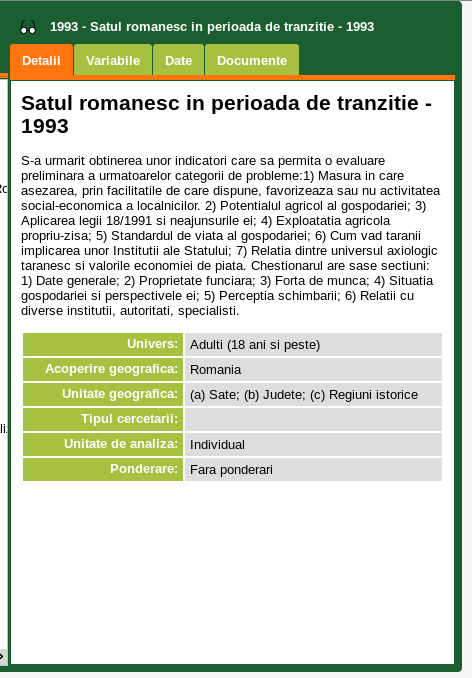 1993 - Satul romanesc in perioada de tranzitie - 1993
Detalii Variabile Date Documente
Satul romanesc in perioada de tranzitie -
1993
S-a urmarit obtinerea unor indicatori care sa permita o evaluare
preliminara a urmatoarelor categorii de probleme:1) Masura in care
asezarea, prin facilitatile de care dispune, favorizeaza sau nu activitatea
social-economica a localnicilor. 2) Potentialul agricol al gospodariei; 3)
Aplicarea legii 18/1991 si neajunsurile ei; 4) Exploatatia agricola
propriu-zisa; 5) Standardul de viata al gospodariei; 6) Cum vad taranii
implicarea unor Institutii ale Statului; 7) Relatia dintre universul axiologic
taranesc si valorile economiei de piata. Chestionarul are sase sectiuni:
1) Date generale; 2) Proprietate funciara; 3) Forta de munca; 4) Situatia
gospodariei si perspectivele ei; 5) Perceptia schimbarii; 6) Relatii cu
diverse institutii, autoritati, specialisti.
Univers: Adulti (18 ani si peste)
Acoperire geografica: Romania
Unitate geografica: (a) Sate; (b) Judete; (c) Regiuni istorice
Tipul cercetarii:
Unitate de analiza: Individual
Ponderare: Fara ponderari